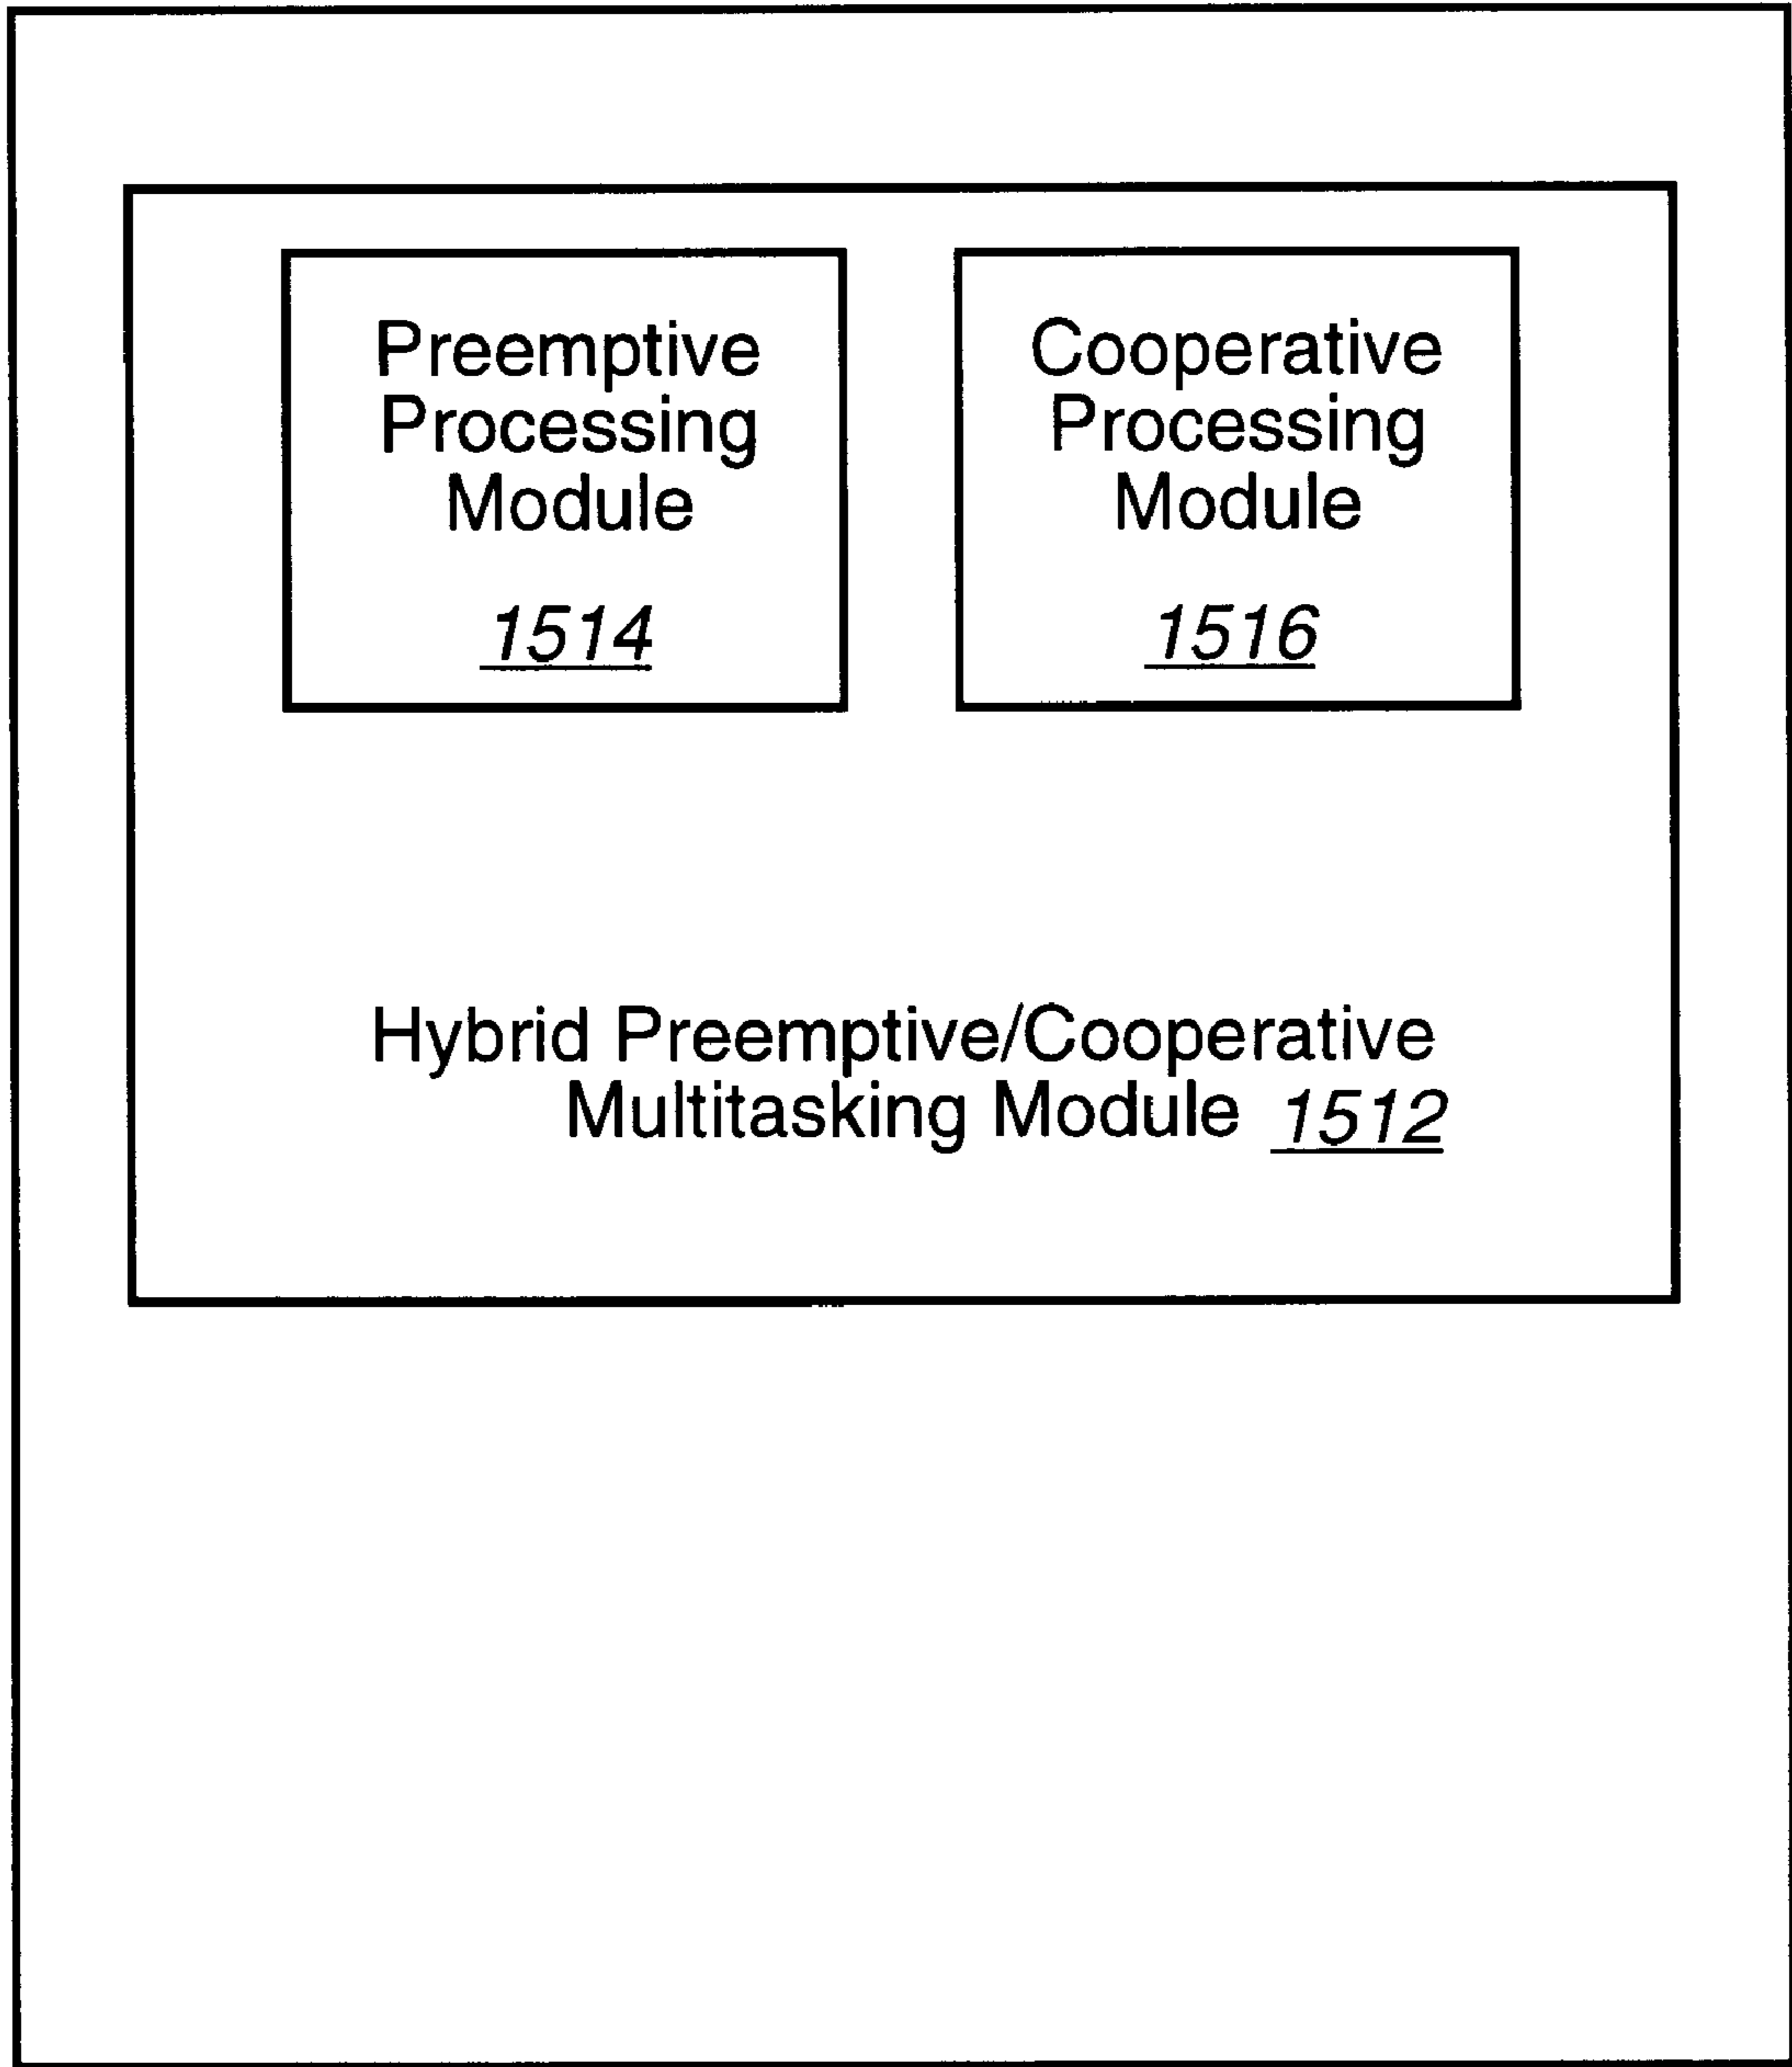 Preemptive
Processing
Module
1514
Cooperative
Processing
Module
1516
Hybrid Preemptive/Cooperative
Multitasking Module 1512